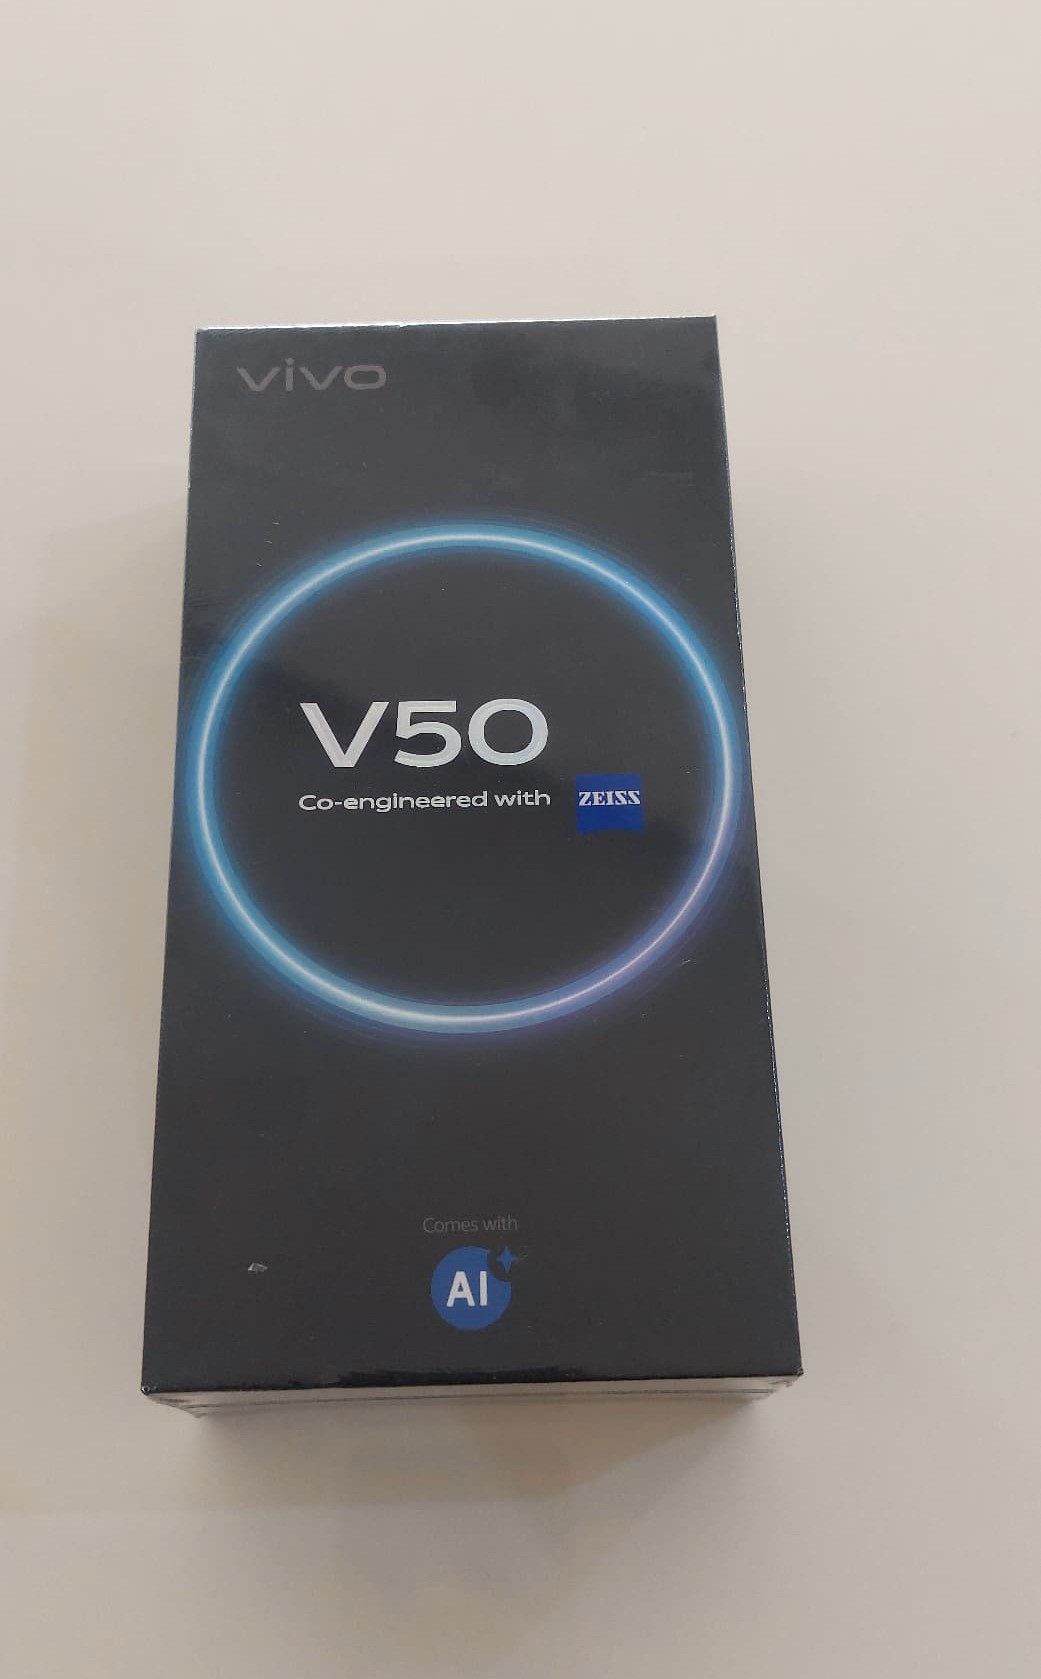 vivo
V50
Co-engineered with ZEISS
Comes with
AI